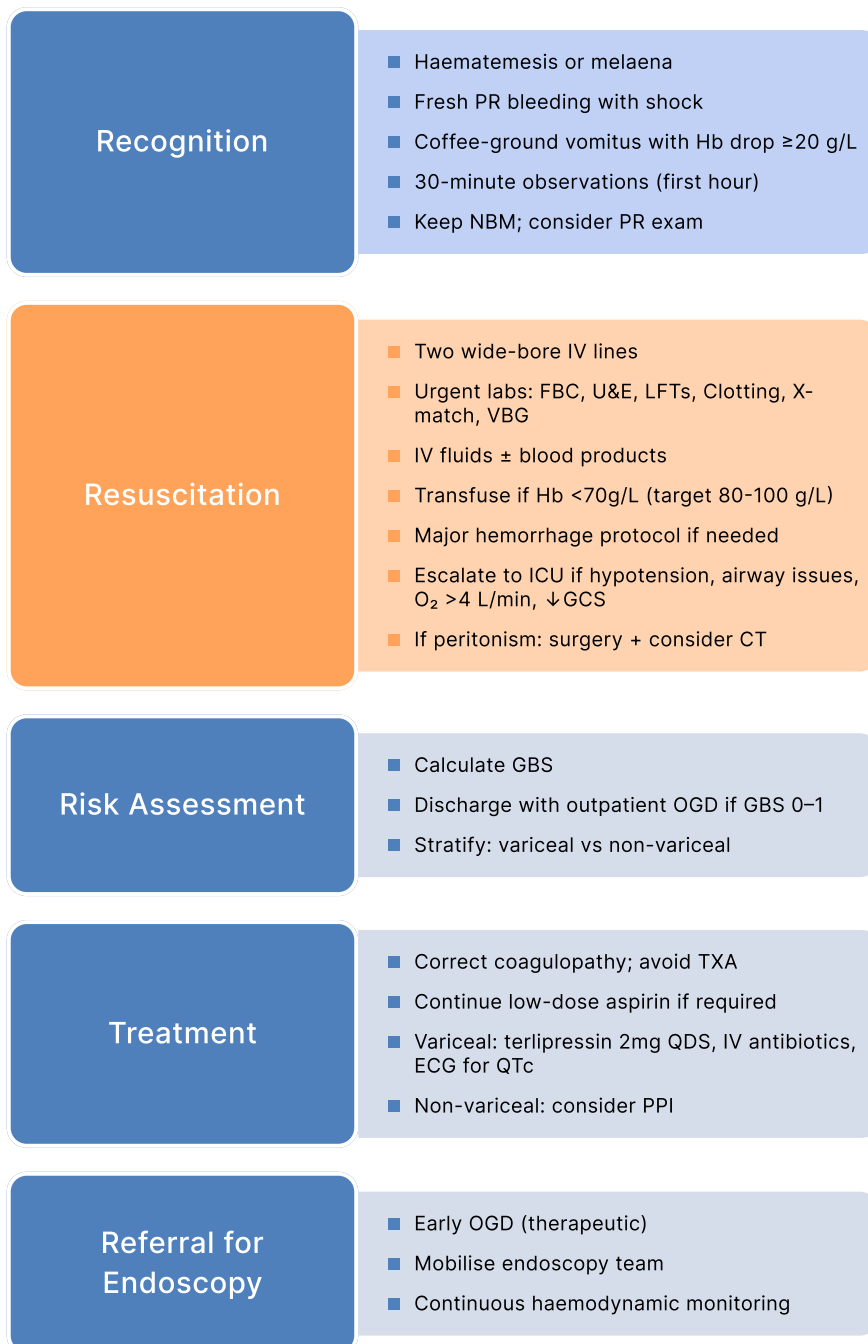 Recognition
Haematemesis or melaena
Fresh PR bleeding with shock
Coffee-ground vomitus with Hb drop ≥20 g/L
30-minute observations (first hour)
Keep NBM; consider PR exam
Resuscitation
Two wide-bore IV lines
Urgent labs: FBC, U&E, LFTs, Clotting, X-
match, VBG
IV fluids ± blood products
Transfuse if Hb <70g/L (target 80-100 g/L)
Major hemorrhage protocol if needed
Escalate to ICU if hypotension, airway issues,
O₂ >4 L/min, ↓GCS
If peritonism: surgery + consider CT
Risk Assessment
Calculate GBS
Discharge with outpatient OGD if GBS 0–1
Stratify: variceal vs non-variceal
Treatment
Correct coagulopathy; avoid TXA
Continue low-dose aspirin if required
Variceal: terlipressin 2mg QDS, IV antibiotics,
ECG for QTc
Non-variceal: consider PPI
Referral for
Endoscopy
Early OGD (therapeutic)
Mobilise endoscopy team
Continuous haemodynamic monitoring